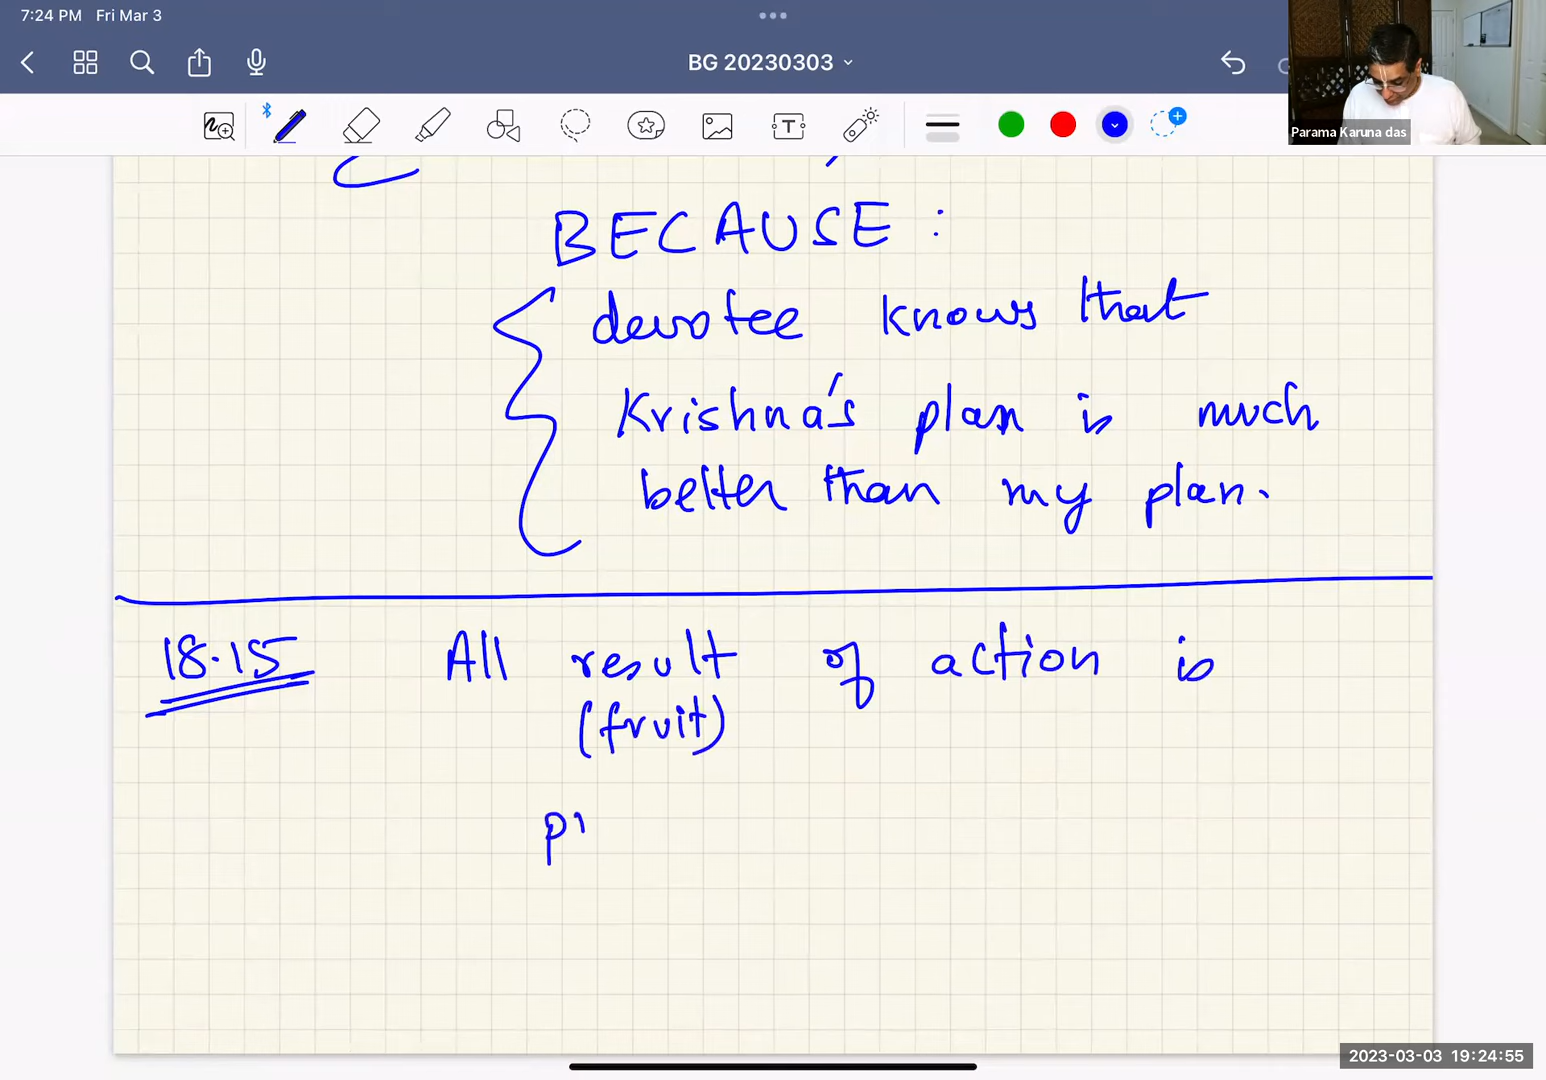 7:24 PM Fri Mar 3
BG 20230303
T
Parama Karuna das
BECAUSE :
devotee knows that
Krishna's plan is much
better than my plan.
18.15 All result of action is
(fruit)
2023-03-03 19:24:55